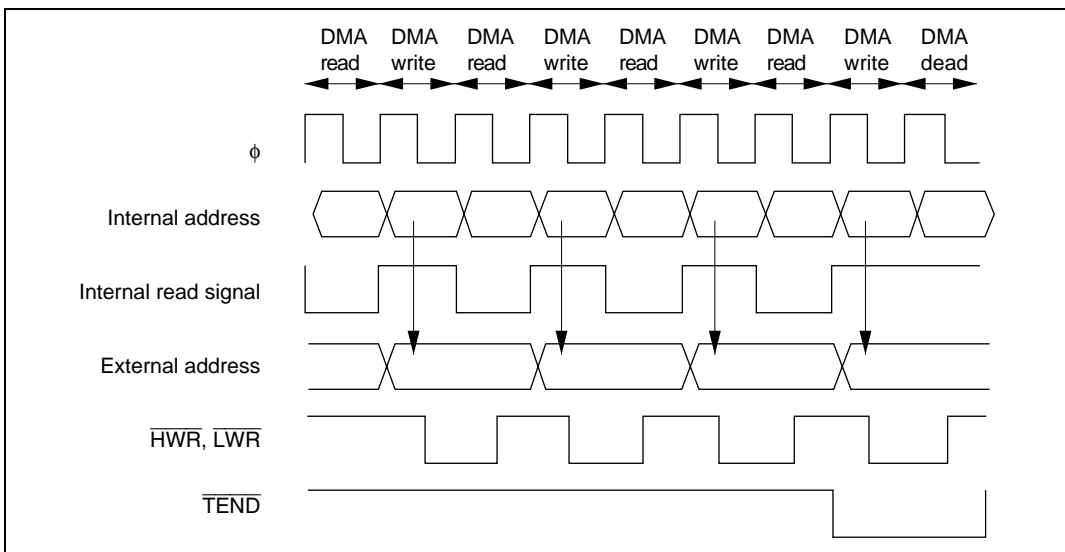 DMA read DMA write DMA read DMA write DMA read DMA write DMA read DMA write DMA dead
ϕ
Internal address
Internal read signal
External address
HWR, LWR
TEND